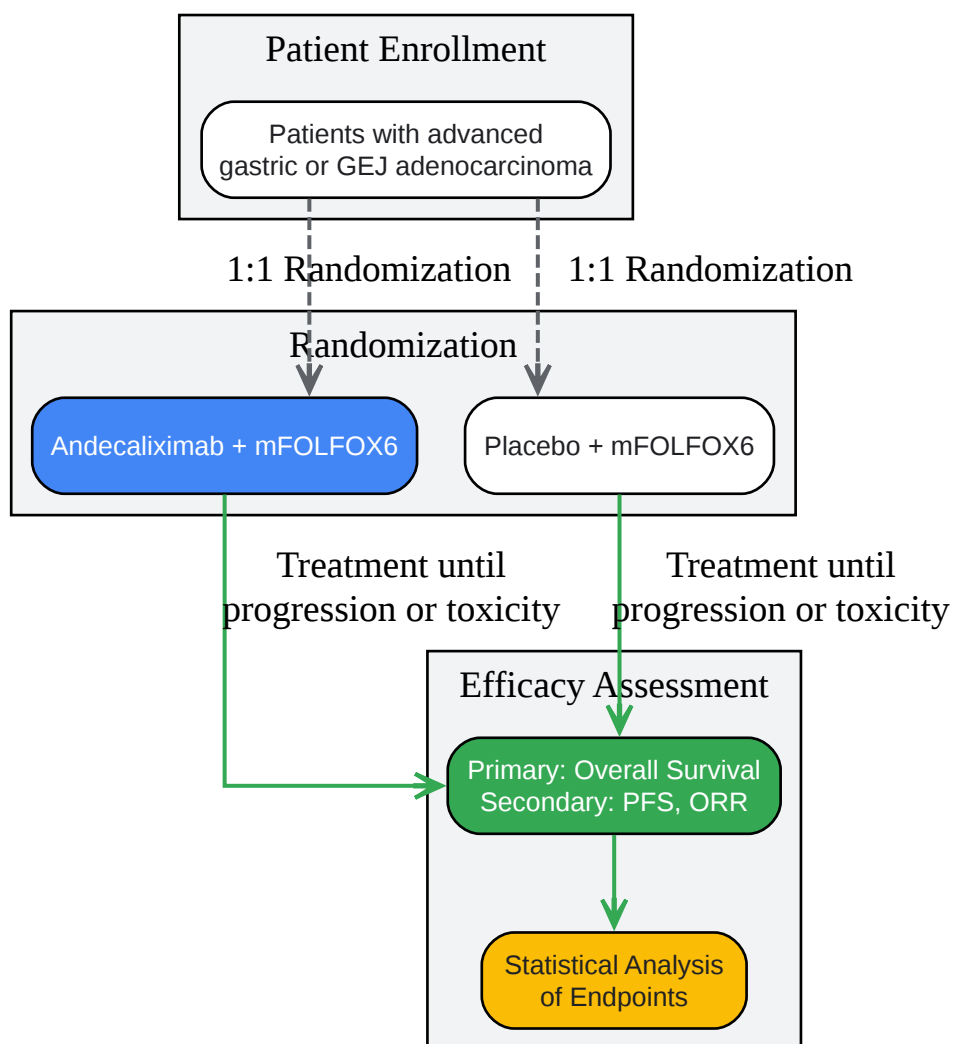 Patient Enrollment
Patients with advanced
gastric or GEJ adenocarcinoma
1:1 Randomization
1:1 Randomization
Randomization
Andecaliximab + mFOLFOX6
Placebo + mFOLFOX6
Treatment until
progression or toxicity
Treatment until
progression or toxicity
Efficacy Assessment
Primary: Overall Survival
Secondary: PFS, ORR
Statistical Analysis
of Endpoints